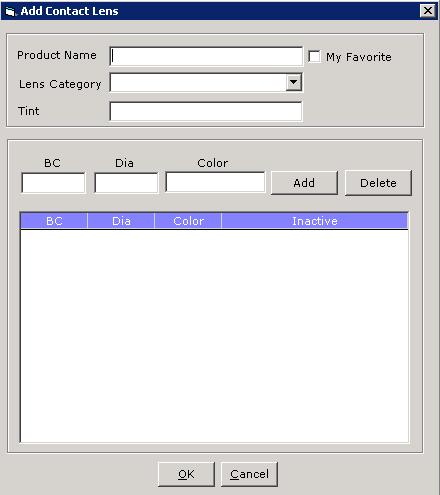 Add Contact Lens
Product Name My Favorite
Lens Category
Tint
BC Dia Color
Add Delete
BC Dia Color Inactive
OK Cancel